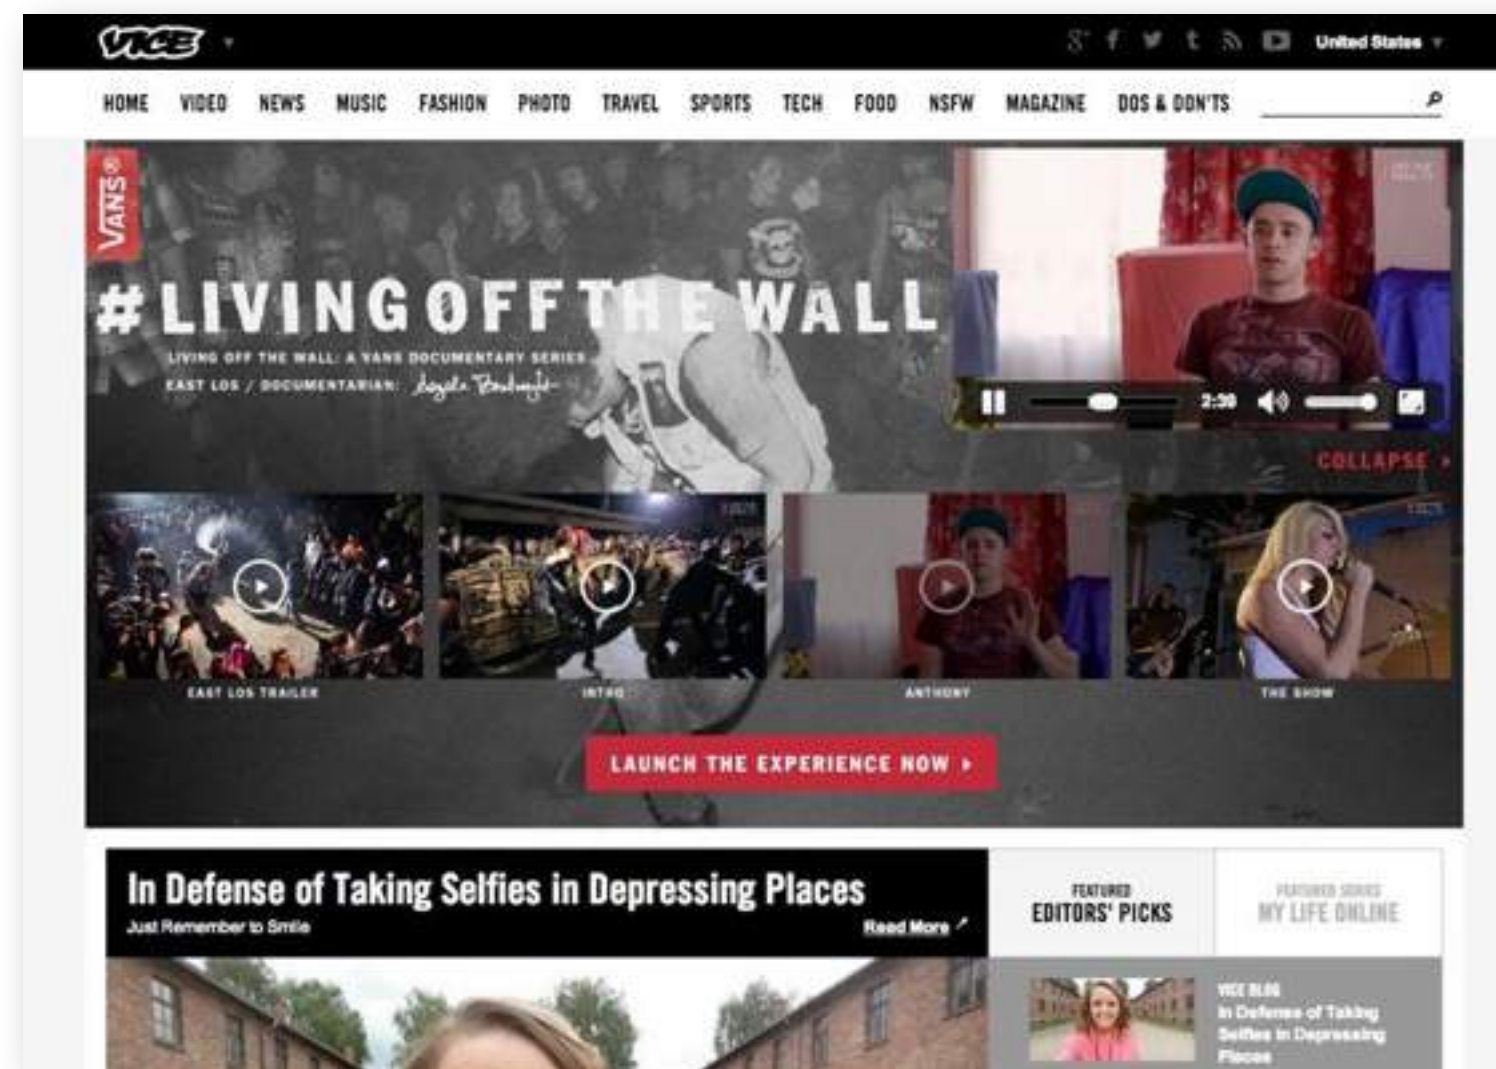 VICE
United States
HOME VIDEO NEWS MUSIC FASHION PHOTO TRAVEL SPORTS TECH FOOD NSFW MAGAZINE DOS & DON'TS
VANS®
#LIVINGOFFTHEWALL
LIVING OFF THE WALL: A VANS DOCUMENTARY SERIES
EAST LOS / DOCUMENTARIAN:
2:39
COLLAPSE
EAST LOS TRAILER
INTRO
ANTHONY
THE SHOW
LAUNCH THE EXPERIENCE NOW
In Defense of Taking Selfies in Depressing Places
Just Remember to Smile
Read More
FEATURED
EDITORS' PICKS
FEATURED SERIES
MY LIFE ONLINE
VICE BLOG
In Defense of Taking
Selfies in Depressing
Places